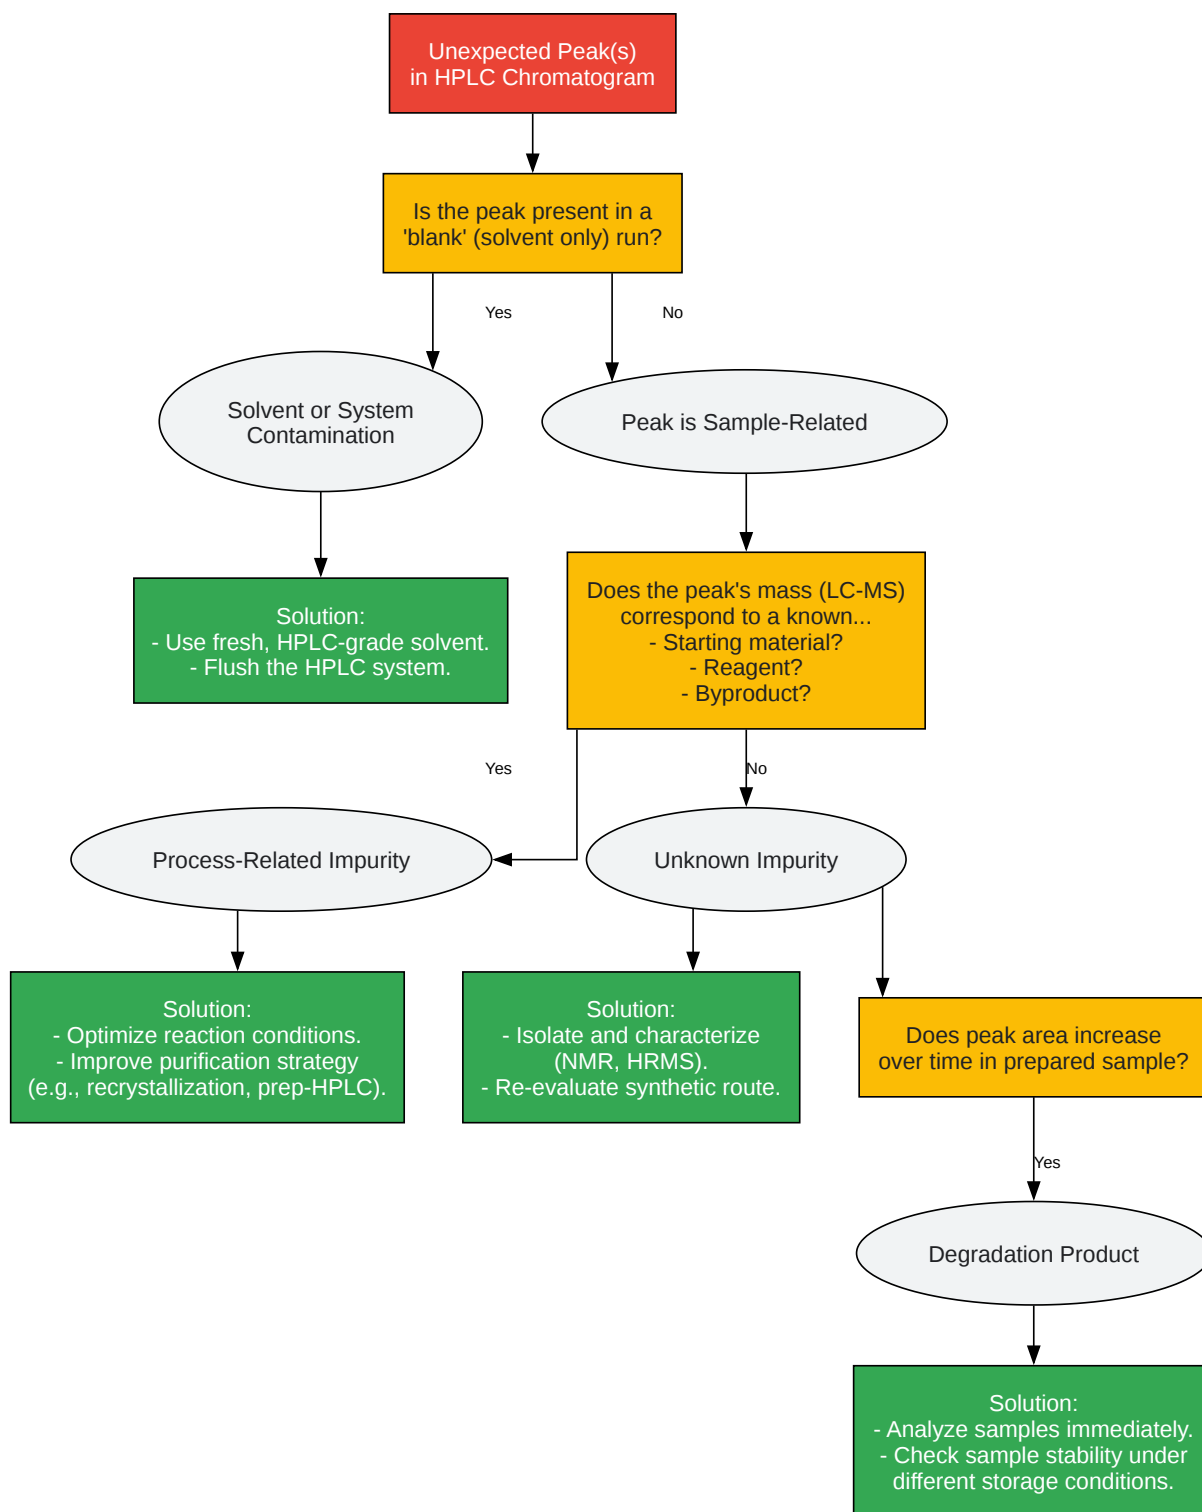 Unexpected Peak(s)
in HPLC Chromatogram
Is the peak present in a
'blank' (solvent only) run?
Yes
No
Solvent or System
Contamination
Peak is Sample-Related
Solution:
- Use fresh, HPLC-grade solvent.
- Flush the HPLC system.
Does the peak's mass (LC-MS)
correspond to a known...
- Starting material?
- Reagent?
- Byproduct?
Yes
No
Process-Related Impurity
Unknown Impurity
Solution:
- Optimize reaction conditions.
- Improve purification strategy
(e.g., recrystallization, prep-HPLC).
Solution:
- Isolate and characterize
(NMR, HRMS).
- Re-evaluate synthetic route.
Does peak area increase
over time in prepared sample?
Yes
Degradation Product
Solution:
- Analyze samples immediately.
- Check sample stability under
different storage conditions.